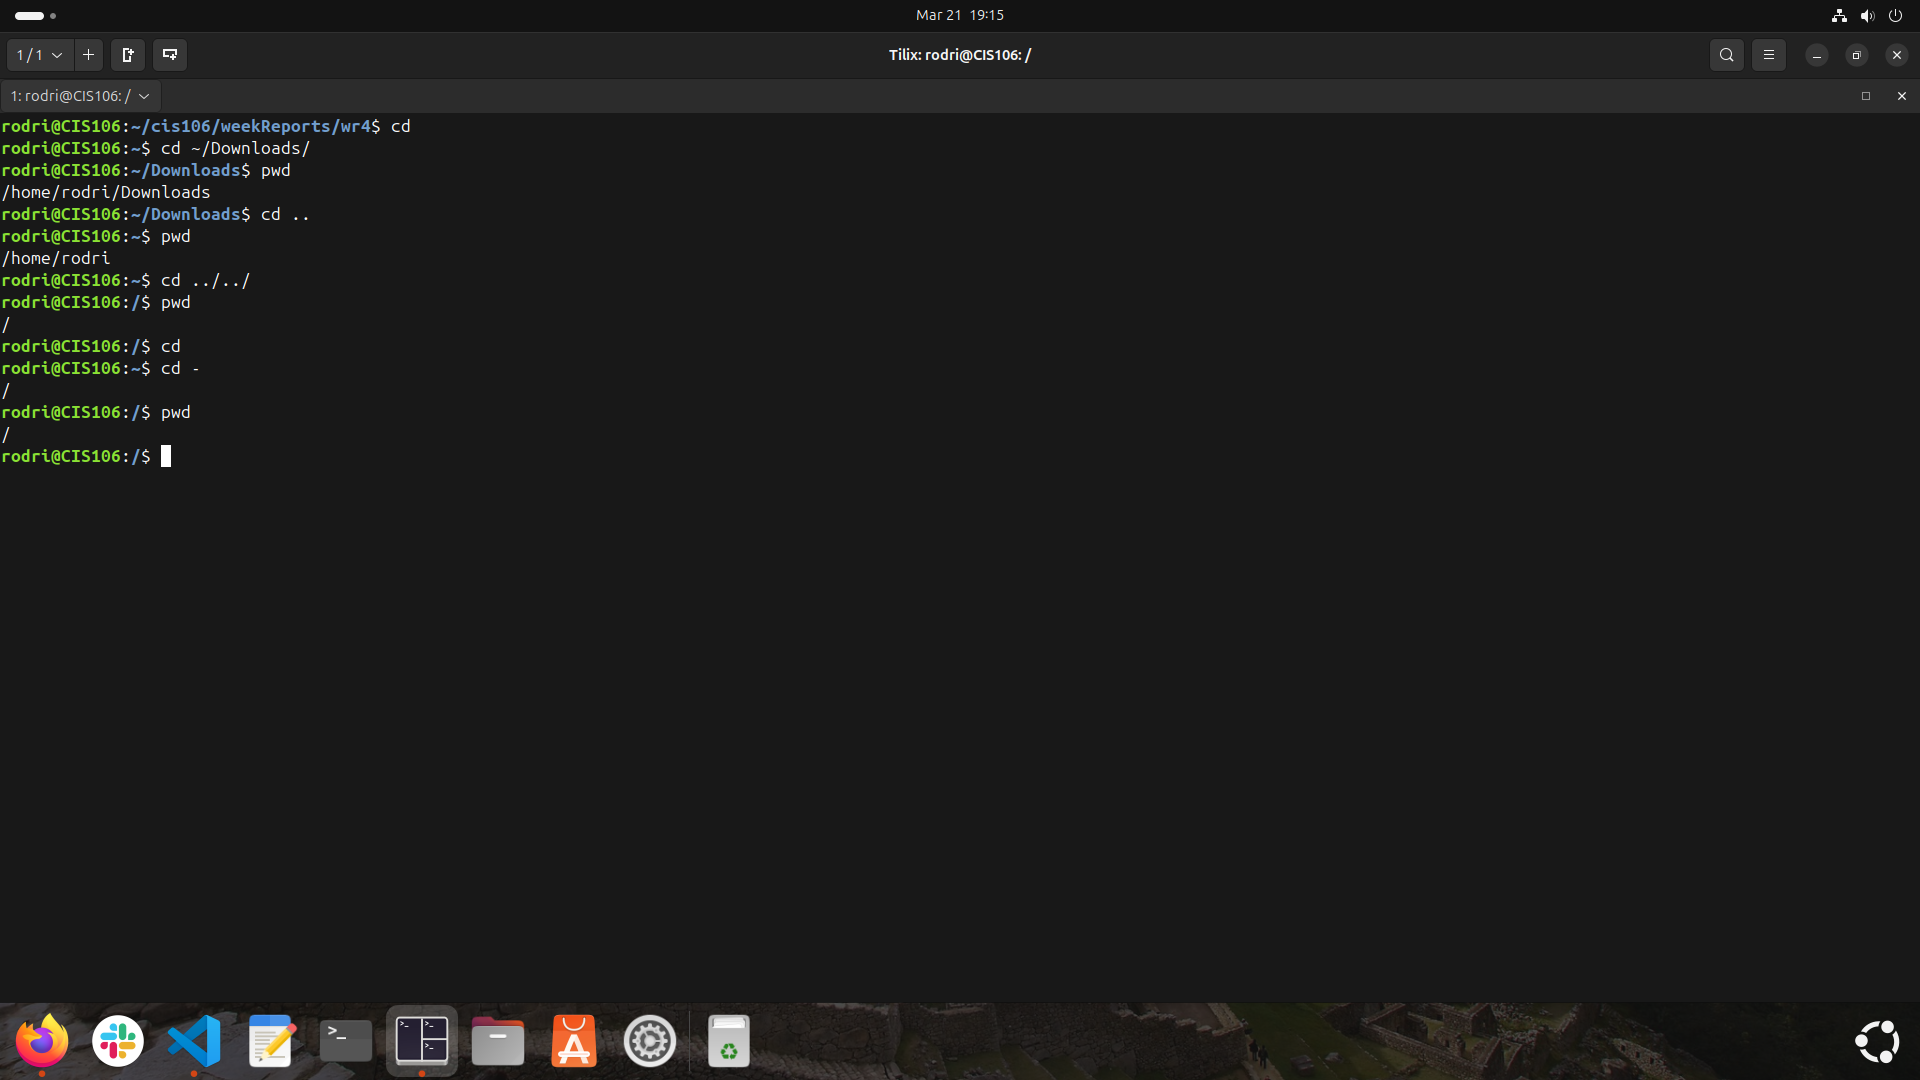 Mar 21 19:15
1 / 1
Tilix: rodri@CIS106: /
1: rodri@CIS106: /
rodri@CIS106:~/cis106/weekReports/wr4$ cd
rodri@CIS106:~$ cd ~/Downloads/
rodri@CIS106:~/Downloads$ pwd
/home/rodri/Downloads
rodri@CIS106:~/Downloads$ cd ..
rodri@CIS106:~$ pwd
/home/rodri
rodri@CIS106:~$ cd ../../
rodri@CIS106:/$ pwd
/
rodri@CIS106:/$ cd
rodri@CIS106:~$ cd -
/
rodri@CIS106:/$ pwd
/
rodri@CIS106:/$